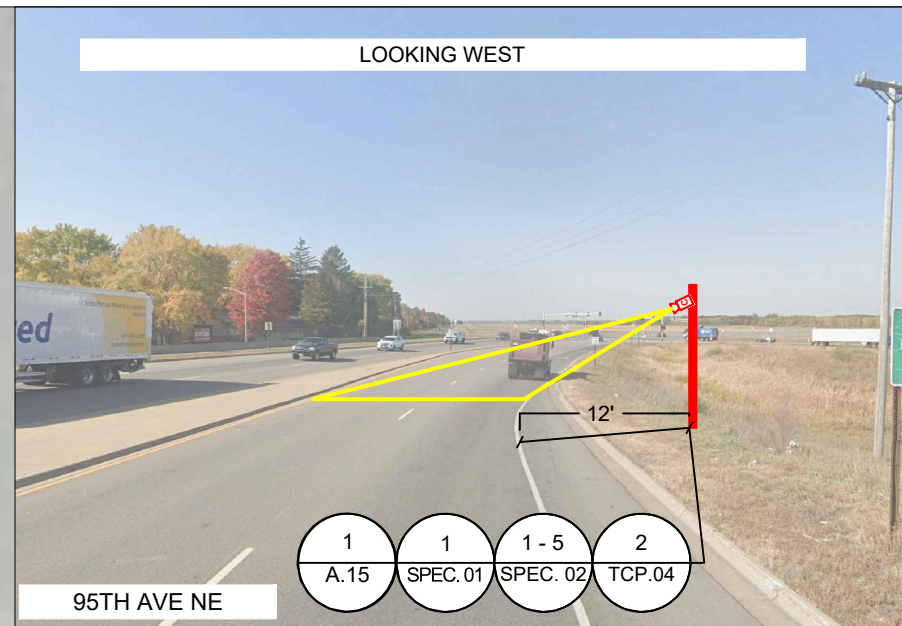 LOOKING WEST
ed
12'
1
A.15
1
SPEC. 01
1 - 5
SPEC. 02
2
TCP.04
95TH AVE NE